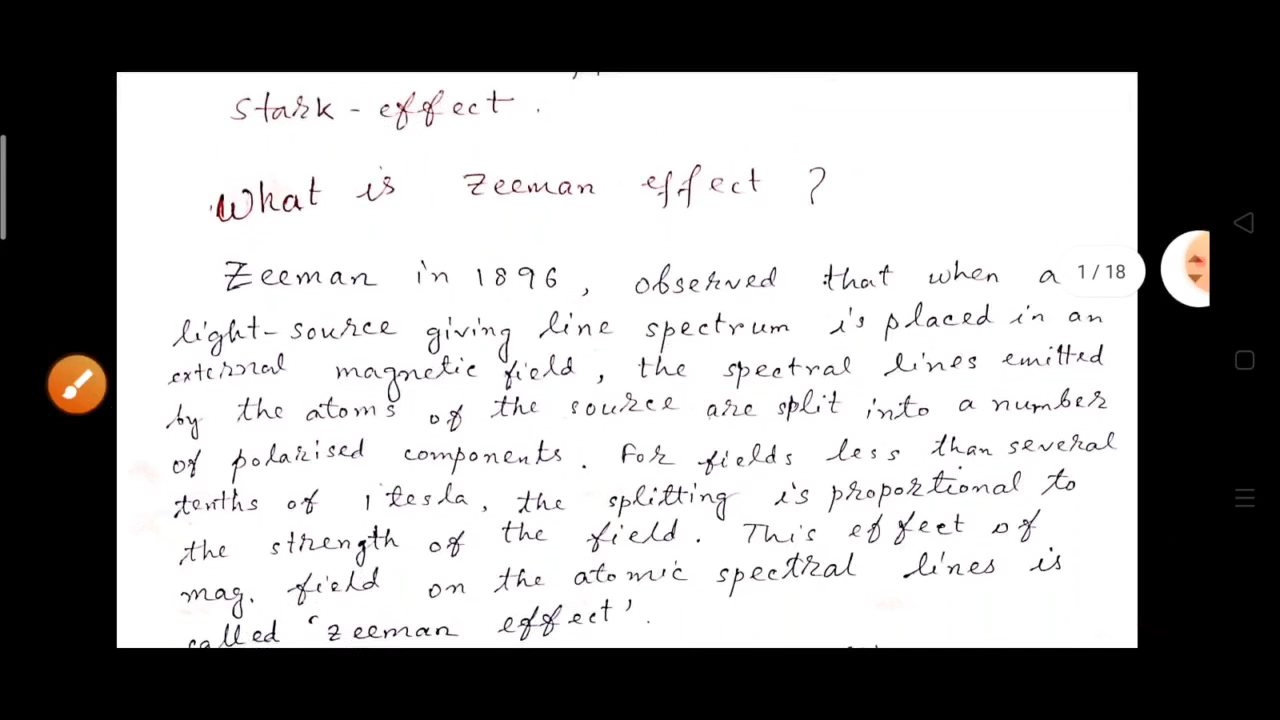 Stark - effect .
What is Zeeman effect ?
Zeeman in 1896 , observed that when a
1 / 18
light-source giving line spectrum is placed in an
external magnetic field , the spectral lines emitted
by the atoms of the source are split into a number
of polarised components . For fields less than several
tenths of 1 tesla , the splitting is proportional to
the strength of the field . This effect of
mag. field on the atomic spectral lines is
called 'Zeeman effect' .